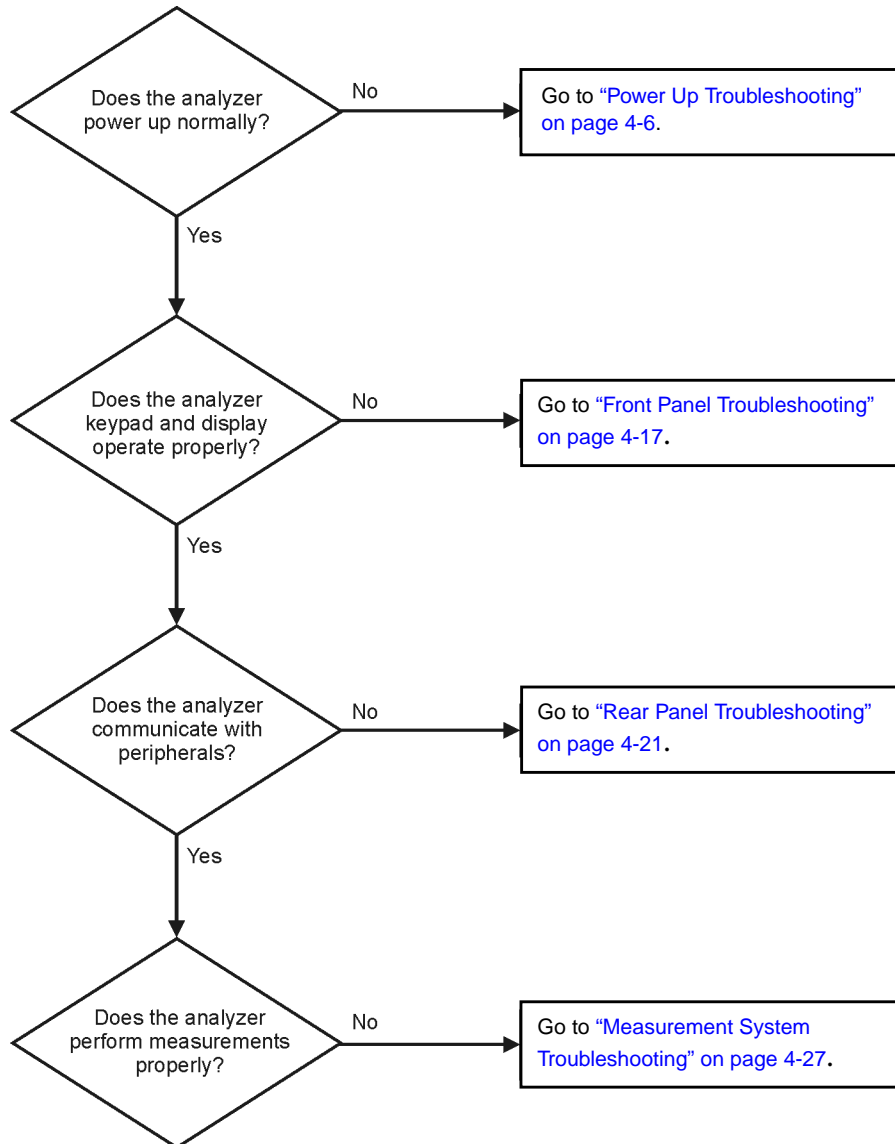 Does the analyzer
power up normally?
No
Go to “Power Up Troubleshooting”
on page 4-6.
Yes
Does the analyzer
keypad and display
operate properly?
No
Go to “Front Panel Troubleshooting”
on page 4-17.
Yes
Does the analyzer
communicate with
peripherals?
No
Go to “Rear Panel Troubleshooting”
on page 4-21.
Yes
Does the analyzer
perform measurements
properly?
No
Go to “Measurement System
Troubleshooting” on page 4-27.